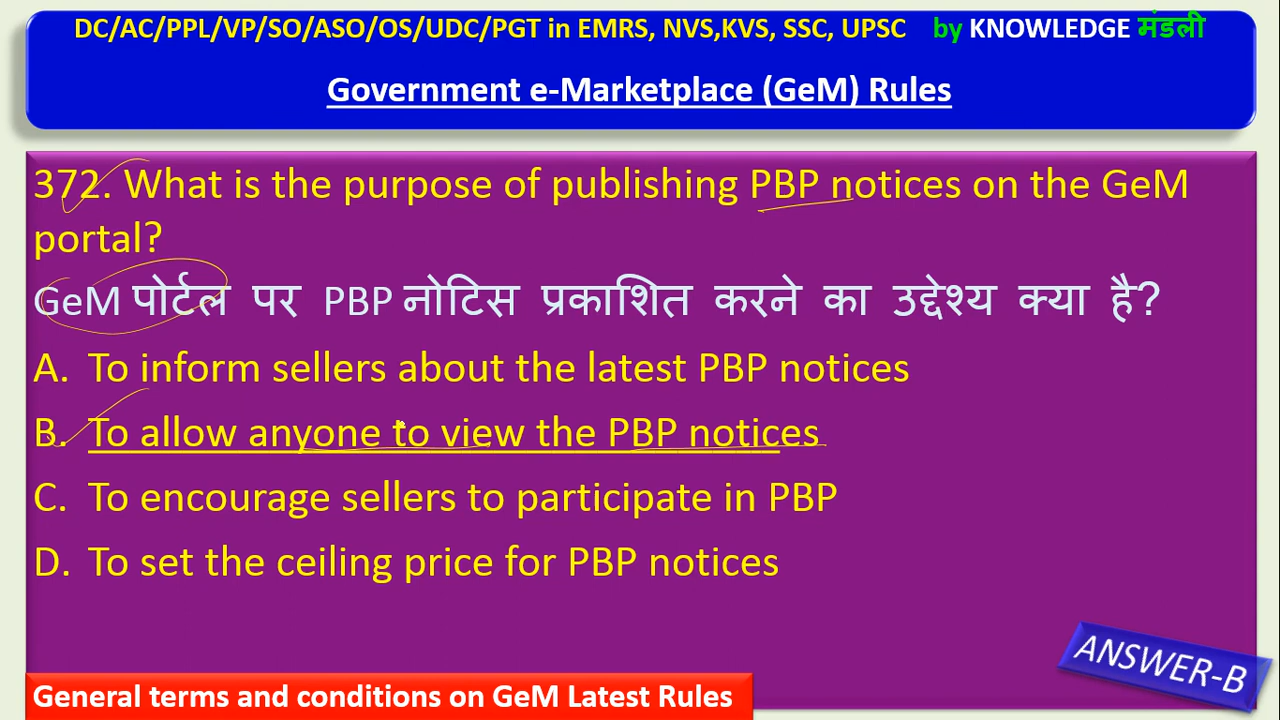 DC/AC/PPL/VP/SO/ASO/OS/UDC/PGT in EMRS, NVS,KVS, SSC, UPSC by KNOWLEDGE मंडली
Government e-Marketplace (GeM) Rules
372. What is the purpose of publishing PBP notices on the GeM
portal?
GeM पोर्टल पर PBP नोटिस प्रकाशित करने का उद्देश्य क्या है?
A. To inform sellers about the latest PBP notices
B. To allow anyone to view the PBP notices
C. To encourage sellers to participate in PBP
D. To set the ceiling price for PBP notices
ANSWER-B
General terms and conditions on GeM Latest Rules